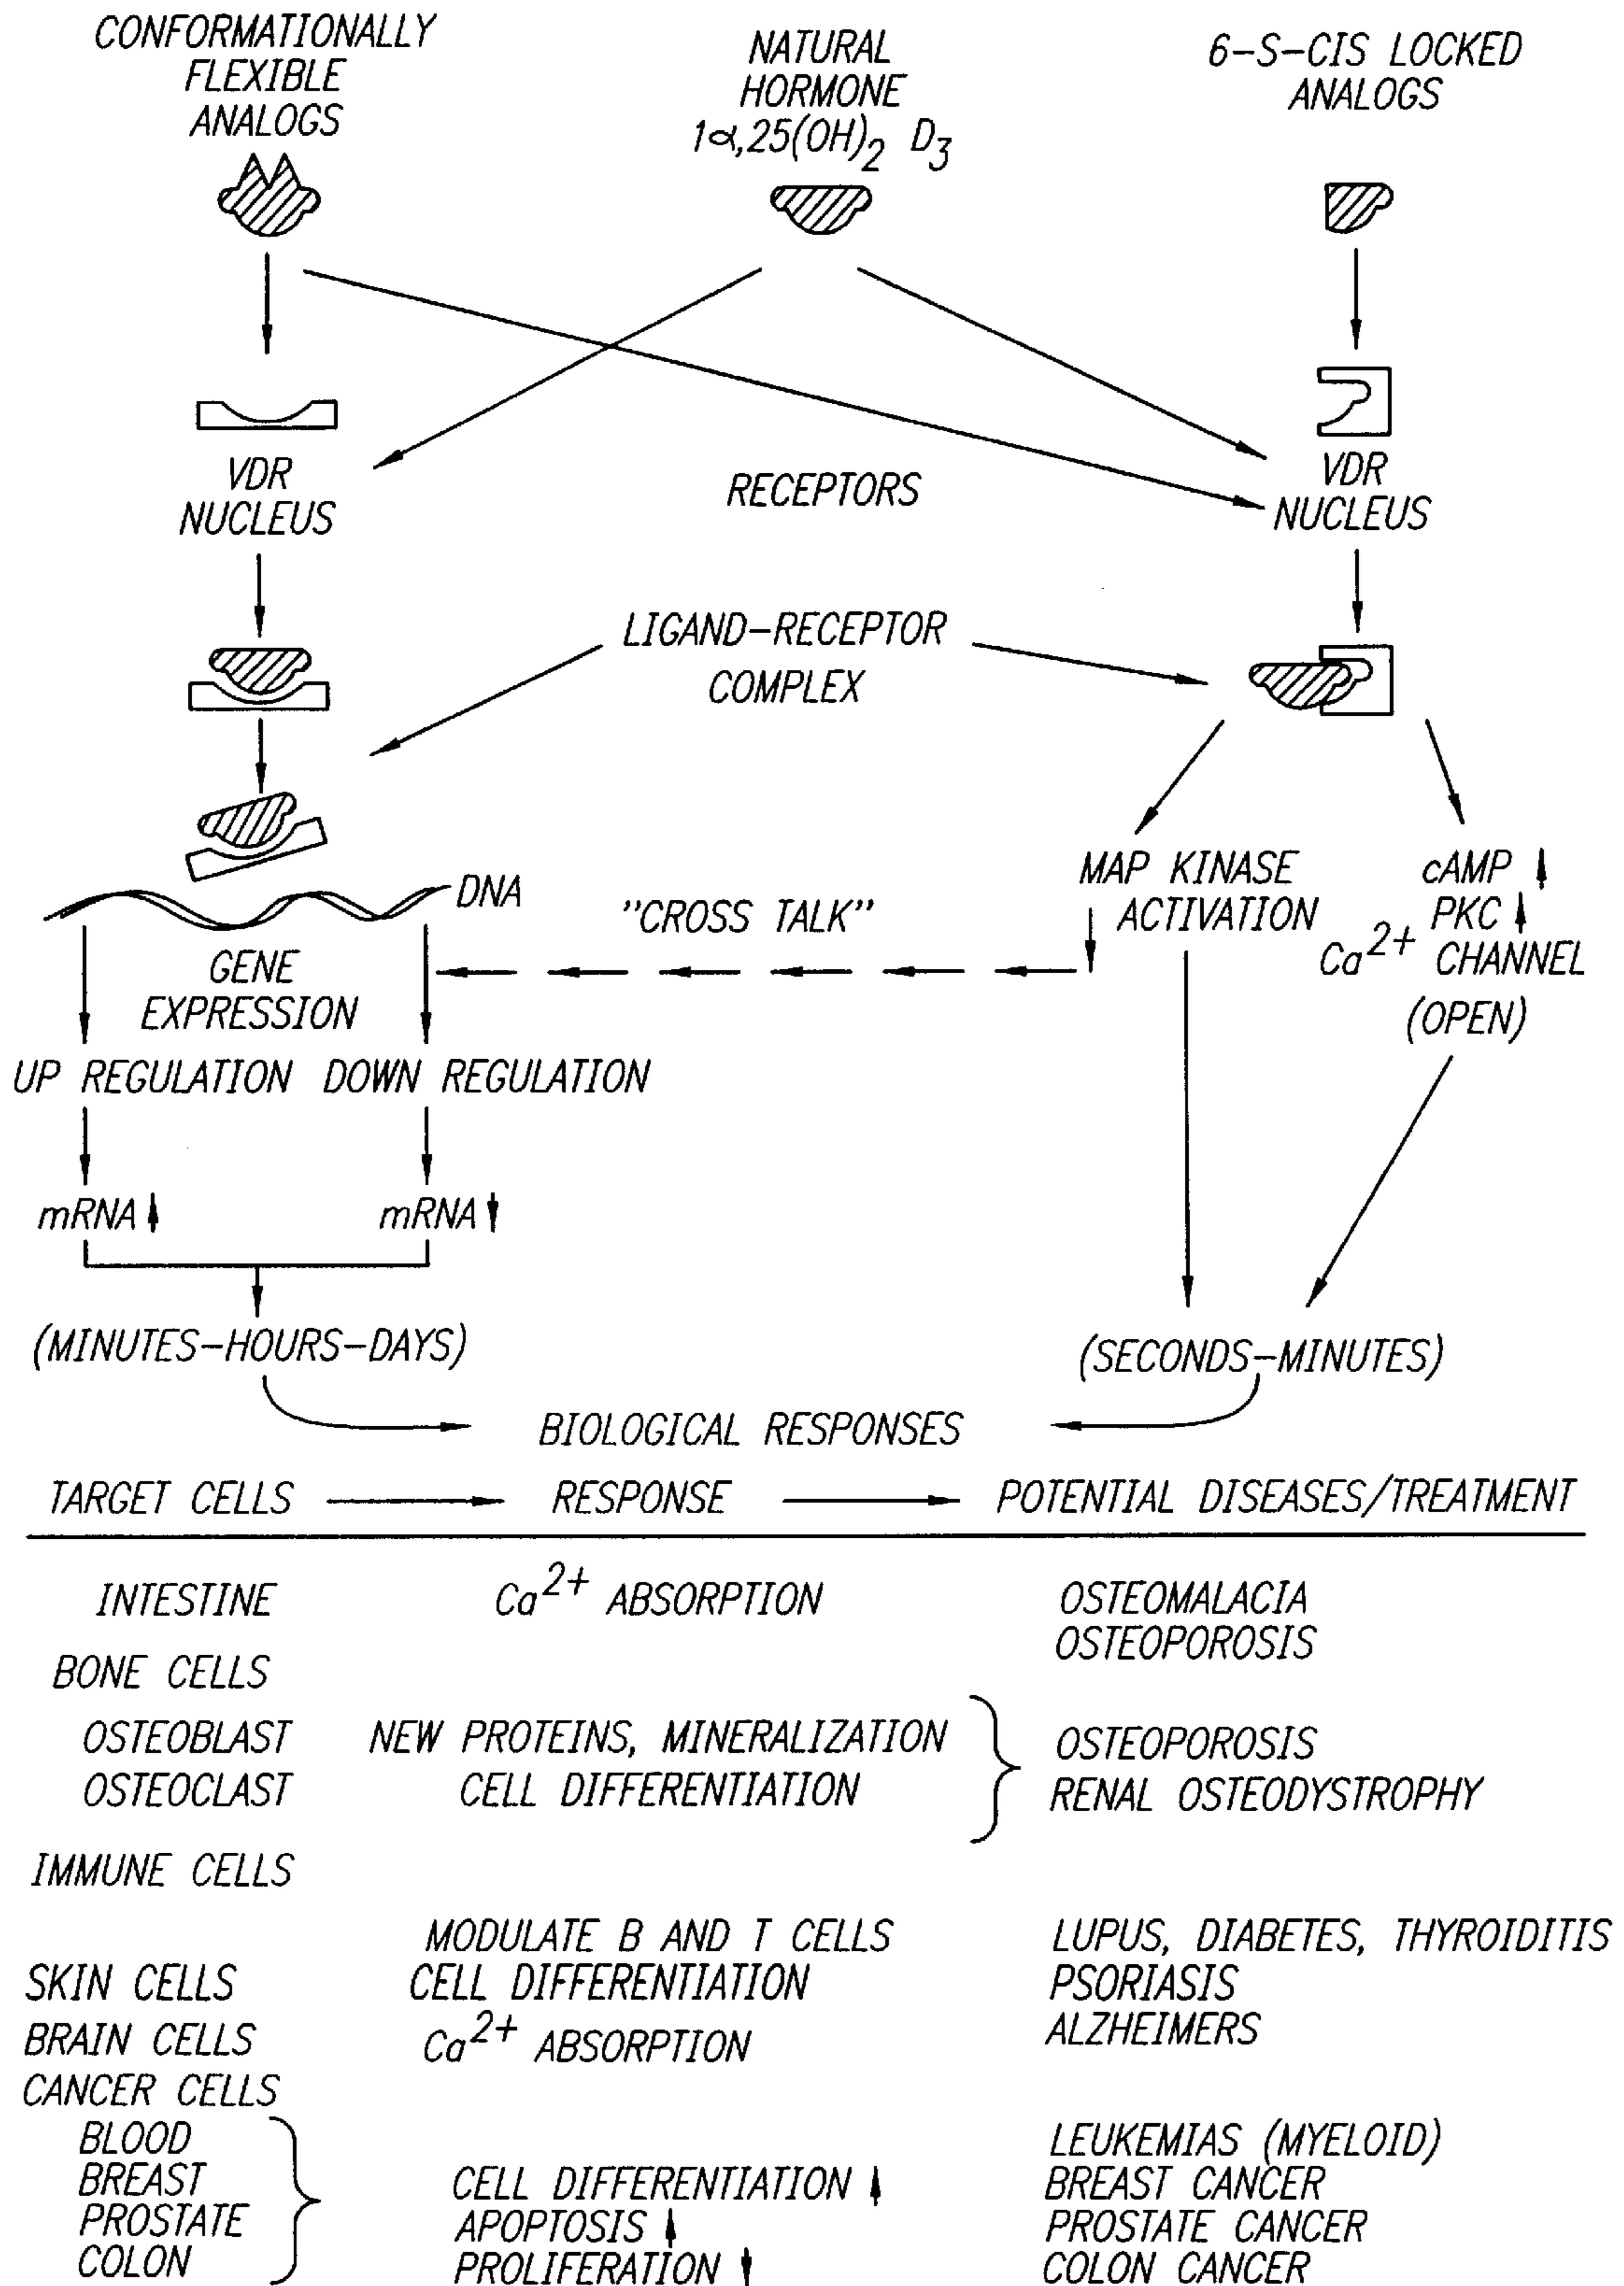 CONFORMATIONALLY
FLEXIBLE
ANALOGS
NATURAL
HORMONE
1α,25(OH)2 D3
6-S-CIS LOCKED
ANALOGS
VDR
NUCLEUS
RECEPTORS
VDR
NUCLEUS
LIGAND-RECEPTOR
COMPLEX
DNA
"CROSS TALK"
MAP KINASE
ACTIVATION
cAMP
PKC
Ca2+ CHANNEL
(OPEN)
GENE
EXPRESSION
UP REGULATION DOWN REGULATION
mRNA mRNA
(MINUTES-HOURS-DAYS)
(SECONDS-MINUTES)
BIOLOGICAL RESPONSES
TARGET CELLS RESPONSE POTENTIAL DISEASES/TREATMENT
INTESTINE Ca2+ ABSORPTION OSTEOMALACIA
OSTEOPOROSIS
BONE CELLS
OSTEOBLAST NEW PROTEINS, MINERALIZATION OSTEOPOROSIS
OSTEOCLAST CELL DIFFERENTIATION RENAL OSTEODYSTROPHY
IMMUNE CELLS
MODULATE B AND T CELLS LUPUS, DIABETES, THYROIDITIS
SKIN CELLS CELL DIFFERENTIATION PSORIASIS
BRAIN CELLS Ca2+ ABSORPTION ALZHEIMERS
CANCER CELLS
BLOOD LEUKEMIAS (MYELOID)
BREAST CELL DIFFERENTIATION BREAST CANCER
PROSTATE APOPTOSIS PROSTATE CANCER
COLON PROLIFERATION COLON CANCER